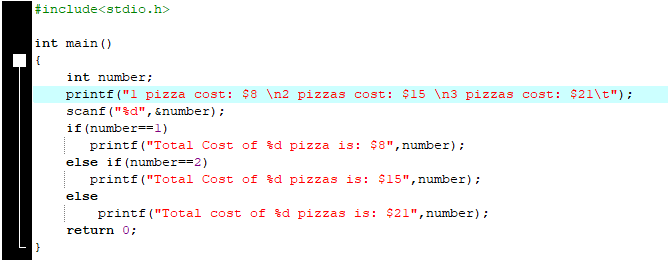 #include<stdio.h>
int main()
{
int number;
printf("1 pizza cost: $8 \n2 pizzas cost: $15 \n3 pizzas cost: $21\t");
scanf("%d",&number);
if(number==1)
printf("Total Cost of %d pizza is: $8",number);
else if(number==2)
printf("Total Cost of %d pizzas is: $15",number);
else
printf("Total cost of %d pizzas is: $21",number);
return 0;
}